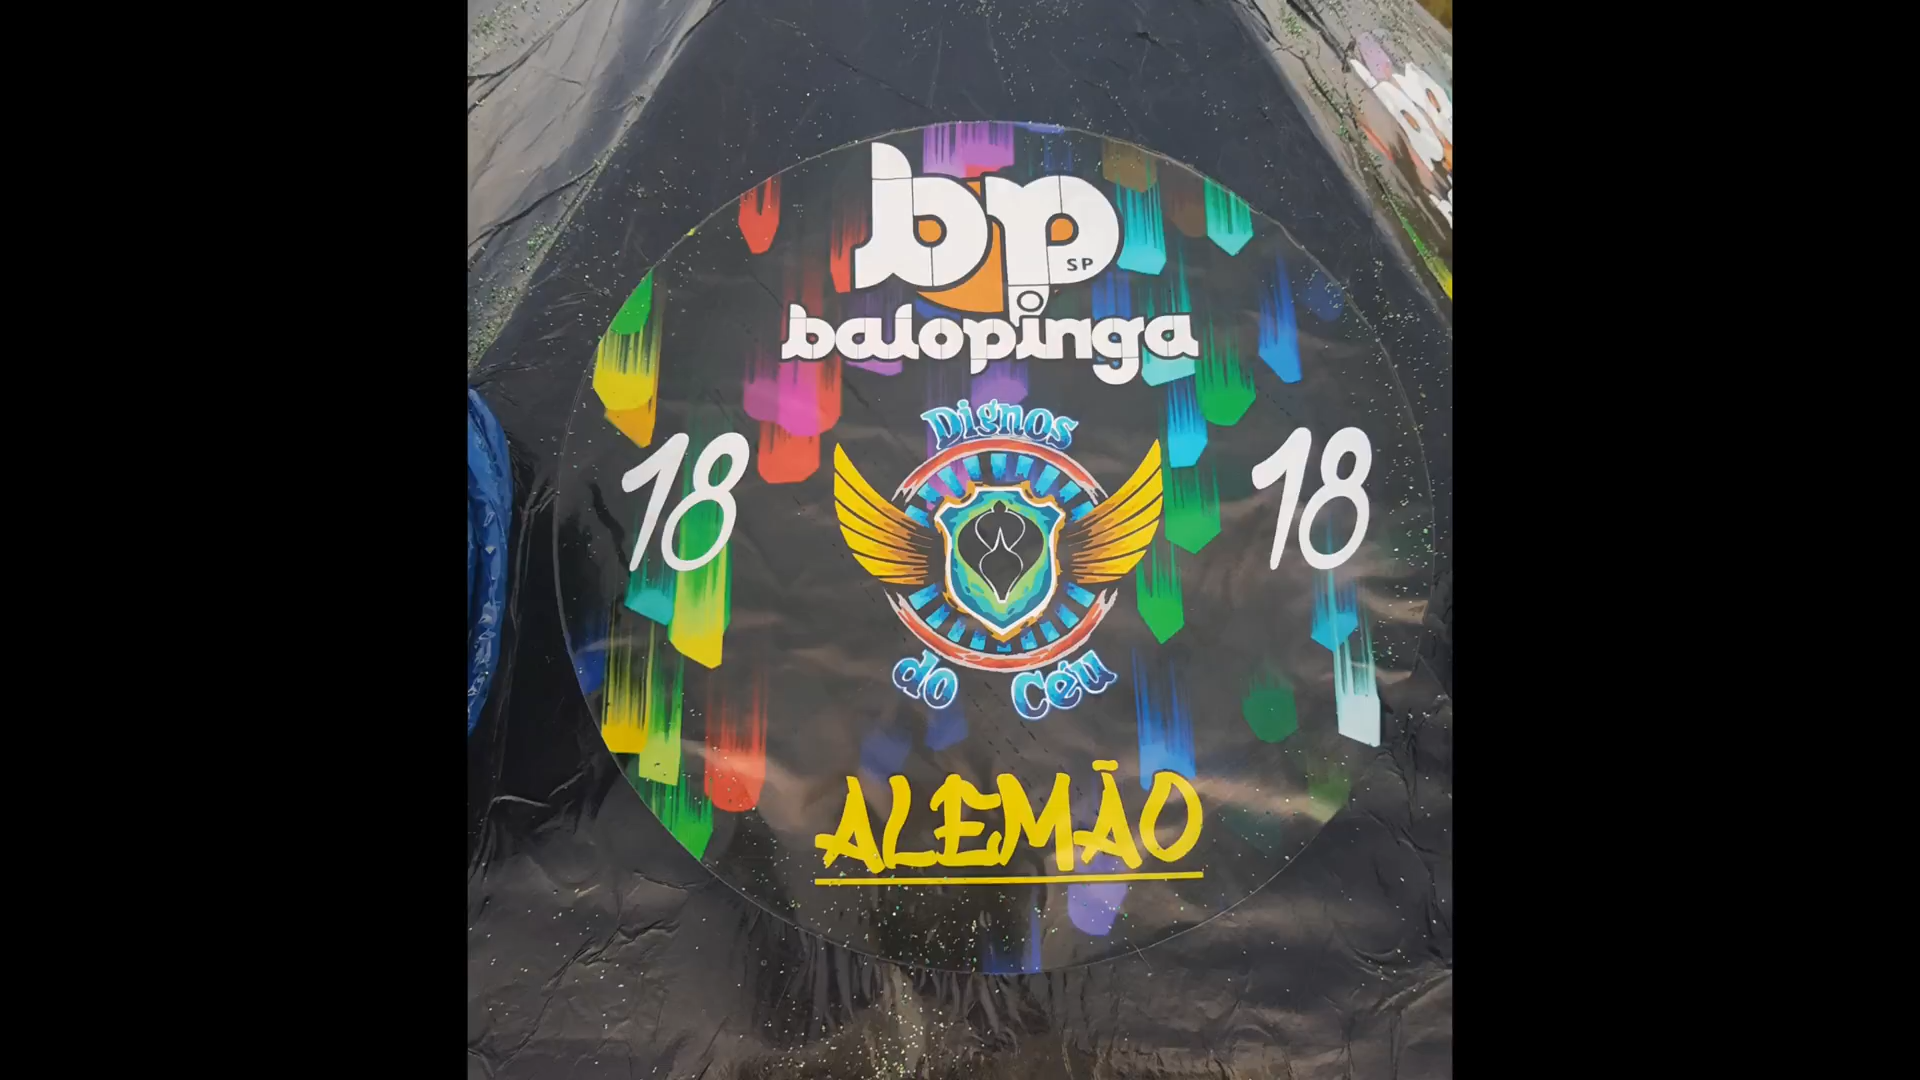 bp
SP
balopinga
Dignos
18 18
do Céu
ALEMÃO